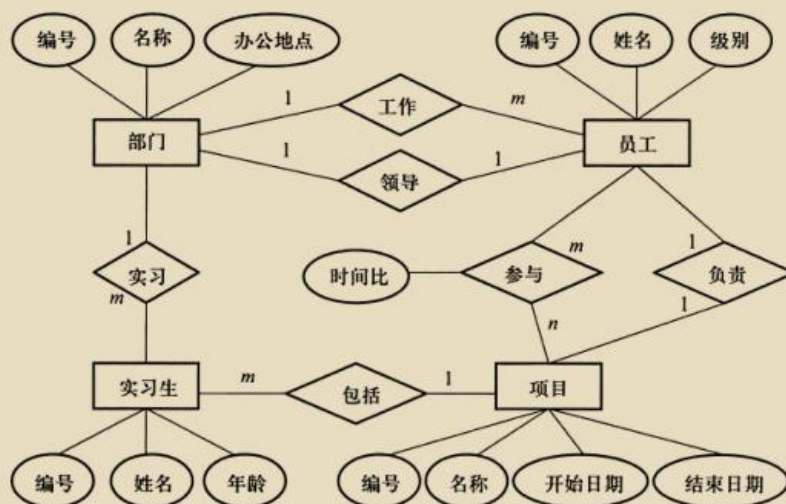 编号 名称 办公地点 编号 姓名 级别
1 工作 m
部门 员工
1 领导 1
1 m 1
实习 时间比 参与 负责
m n 1
实习生 m 包括 1 项目
编号 姓名 年龄 编号 名称 开始日期 结束日期